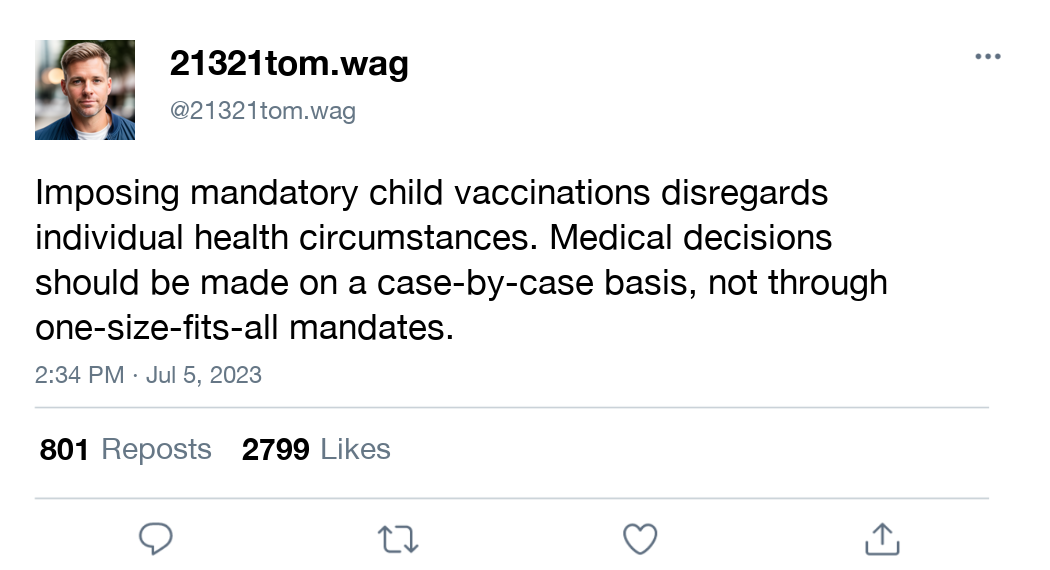 21321tom.wag
@21321tom.wag
Imposing mandatory child vaccinations disregards
individual health circumstances. Medical decisions
should be made on a case-by-case basis, not through
one-size-fits-all mandates.
2:34 PM · Jul 5, 2023
801 Reposts 2799 Likes